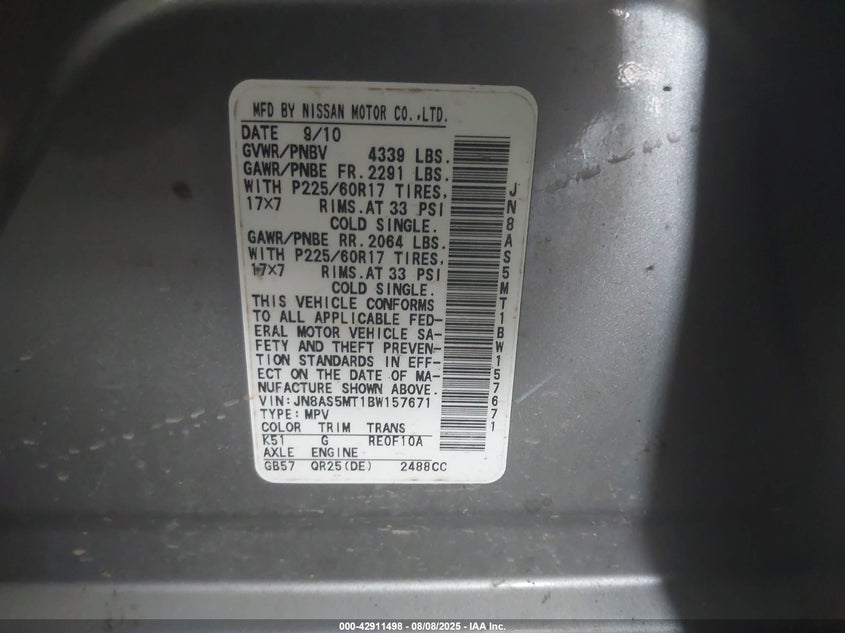 MFD BY NISSAN MOTOR CO.,LTD.
DATE 9/10
GVWR/PNBV 4339 LBS.
GAWR/PNBE FR.2291 LBS.
WITH P225/60R17 TIRES,
17×7 RIMS.AT 33 PSI
COLD SINGLE.
GAWR/PNBE RR.2064 LBS.
WITH P225/60R17 TIRES,
17×7 RIMS.AT 33 PSI
COLD SINGLE.
THIS VEHICLE CONFORMS
TO ALL APPLICABLE FED-
ERAL MOTOR VEHICLE SA-
FETY AND THEFT PREVEN-
TION STANDARDS IN EFF-
ECT ON THE DATE OF MA-
NUFACTURE SHOWN ABOVE.
VIN:JN8AS5MT1BW157671
TYPE:MPV
COLOR TRIM TRANS
K51 G RE0F10A
AXLE ENGINE
GB57 QR25(DE) 2488CC
JN8AS5MT1BW157671
000-42911498 - 08/08/2025 - IAA Inc.